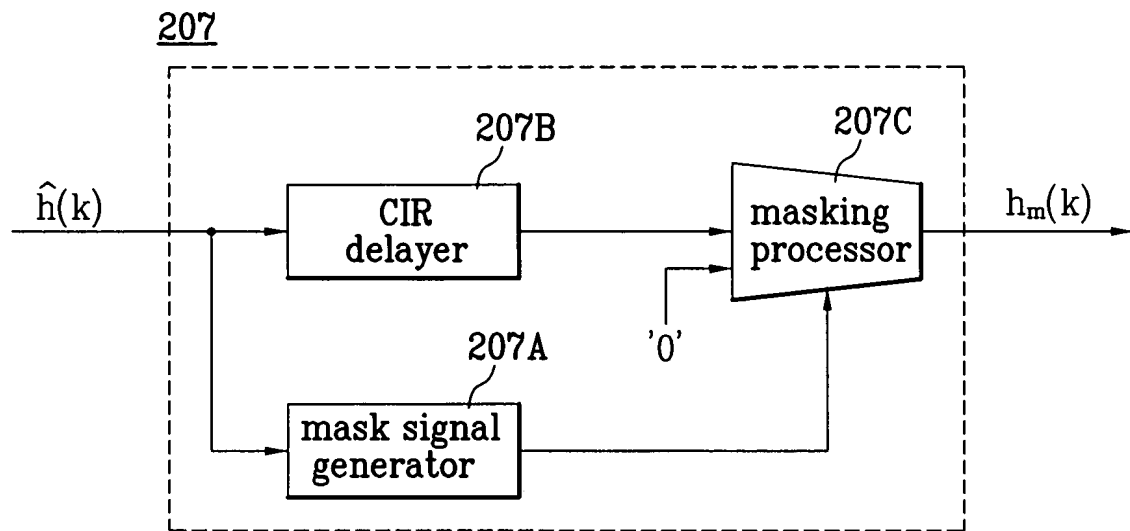 207
207B
207C
ĥ(k)
CIR
delayer
masking
processor
hₘ(k)
'0'
207A
mask signal
generator